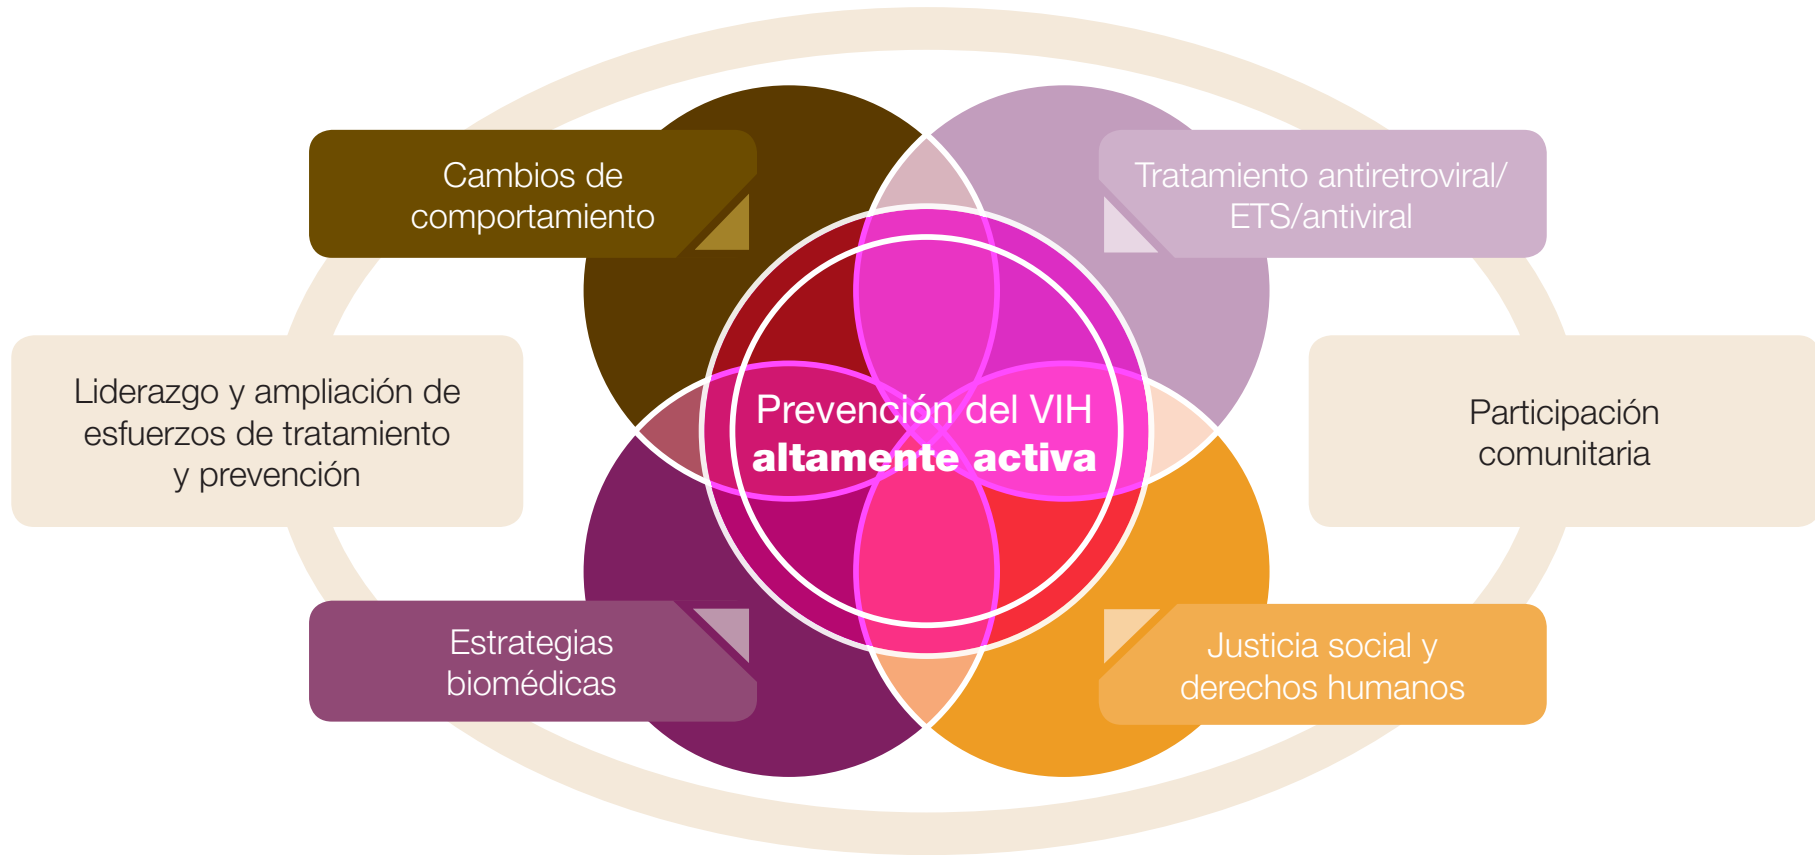 Cambios de
comportamiento
Tratamiento antiretroviral/
ETS/antiviral
Liderazgo y ampliación de
esfuerzos de tratamiento
y prevención
Prevención del VIH
altamente activa
Participación
comunitaria
Estrategias
biomédicas
Justicia social y
derechos humanos